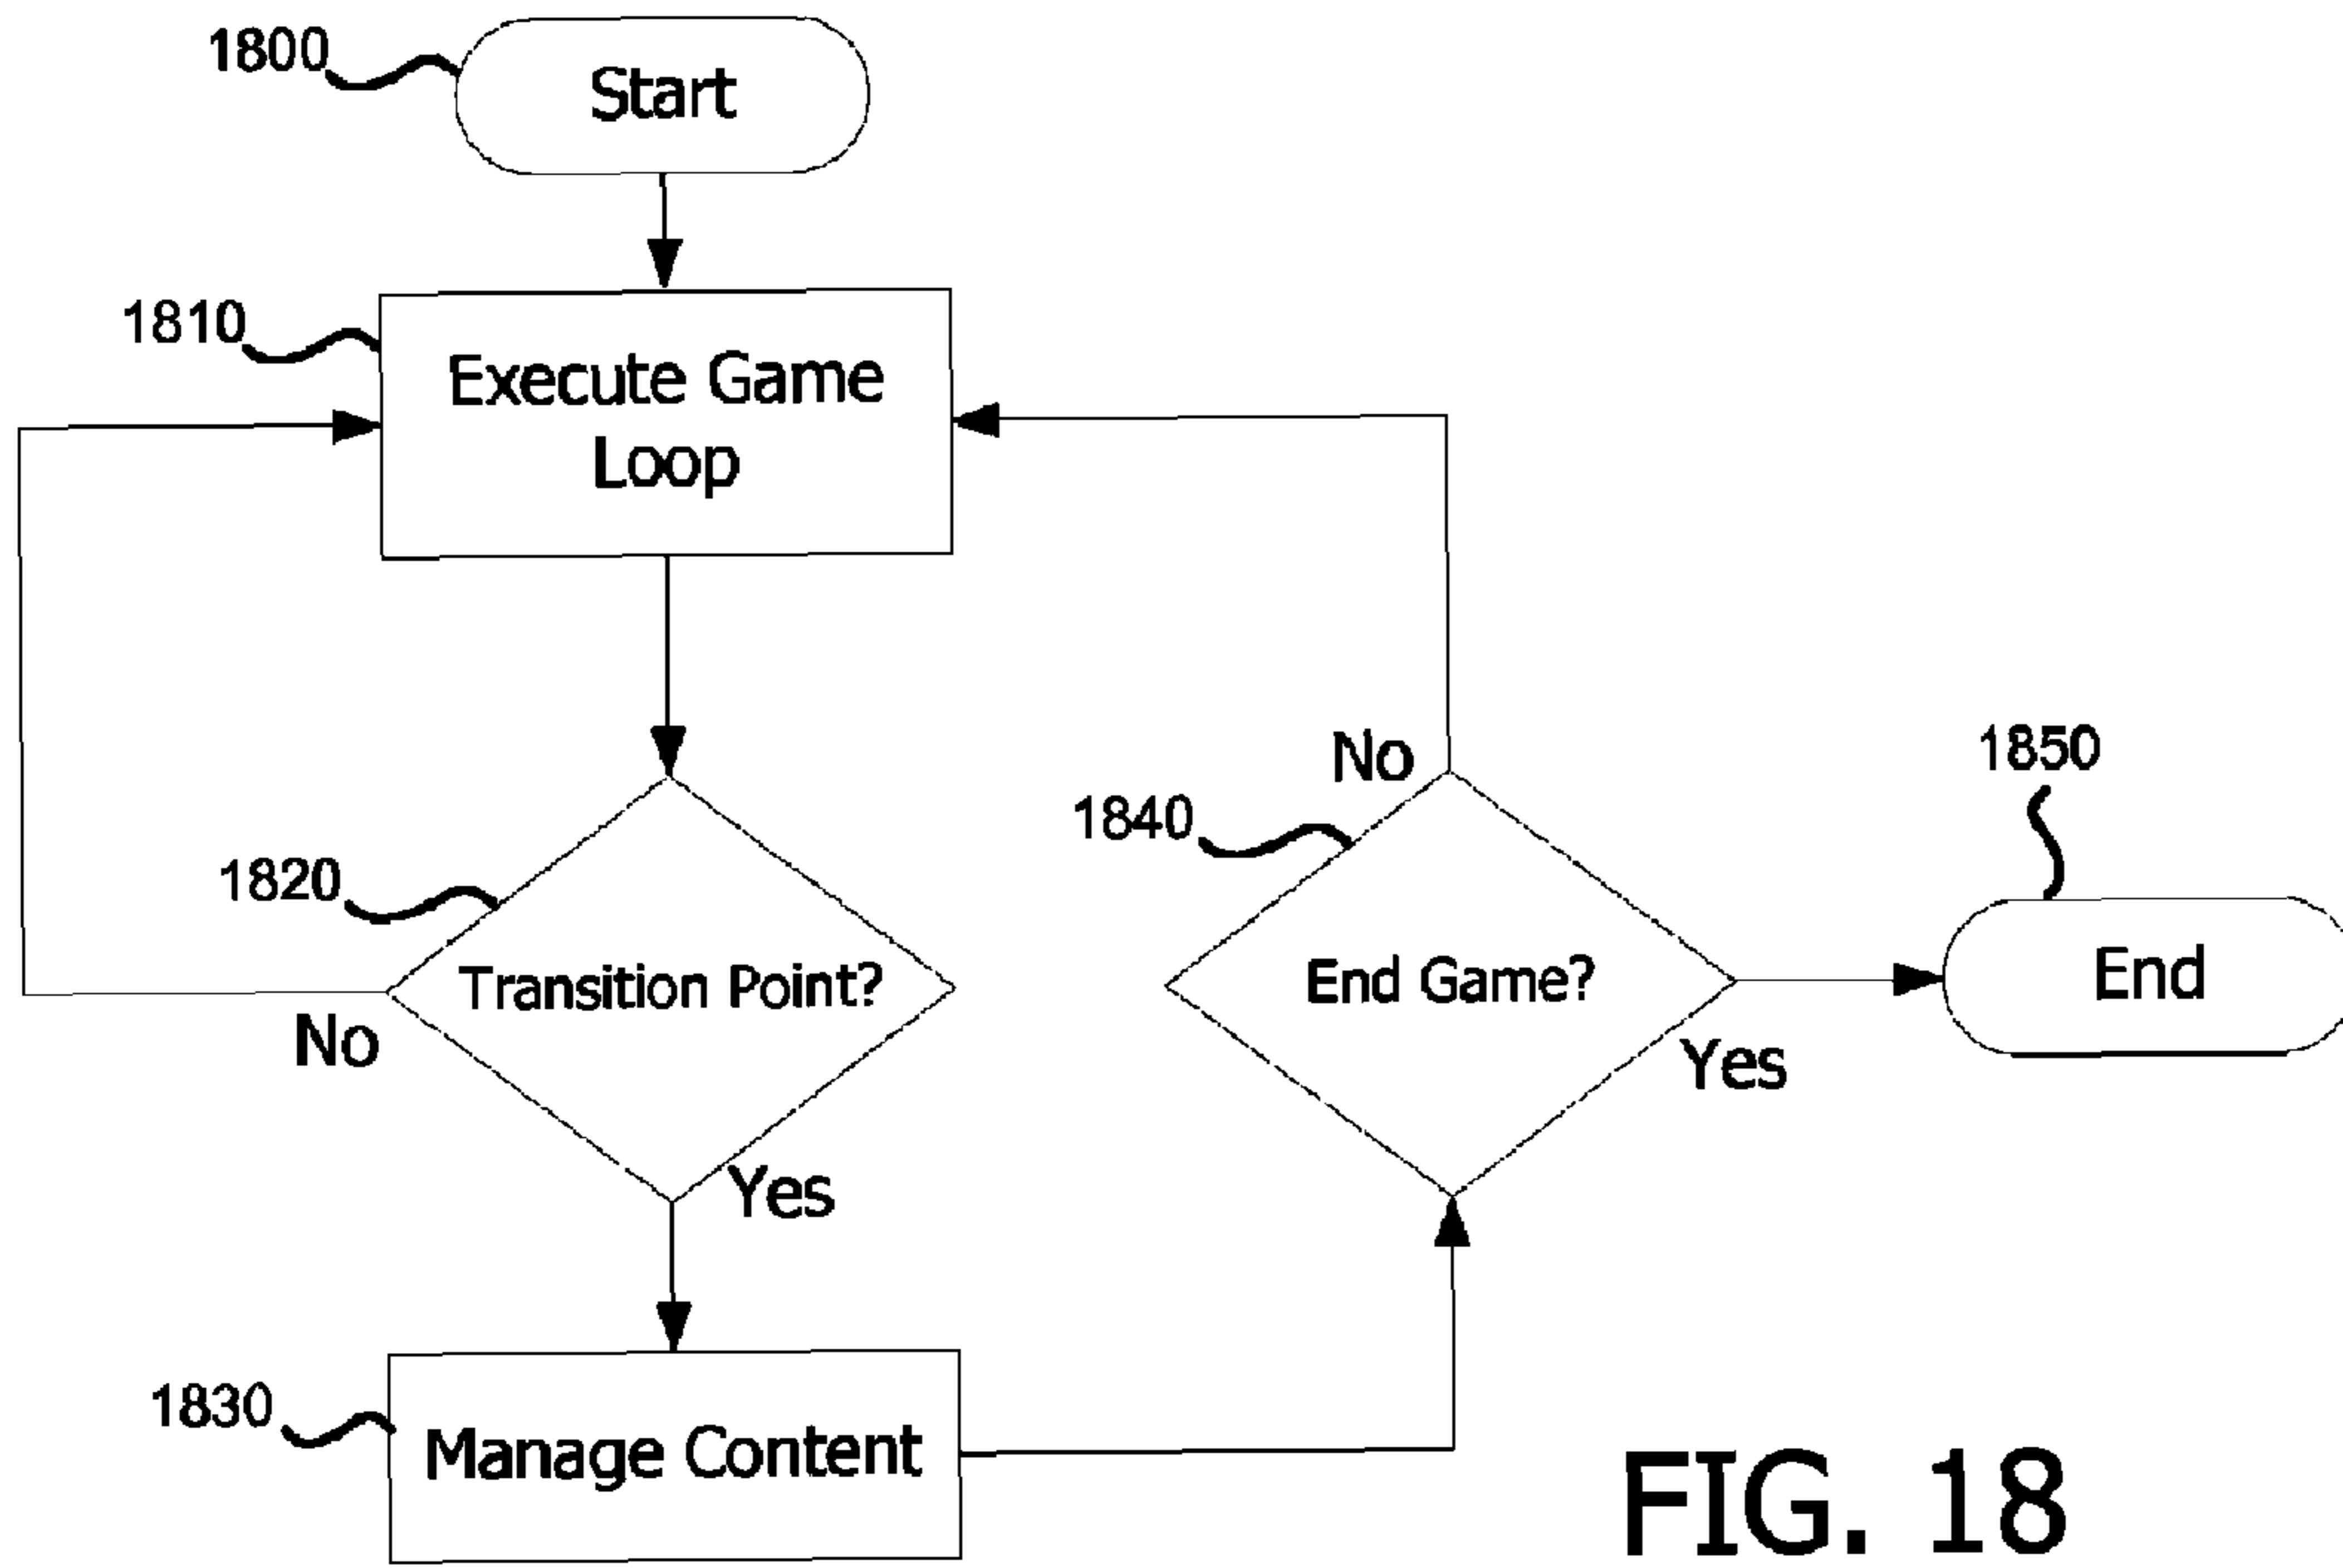 1800
Start
1810
Execute Game
Loop
No
1850
1840
1820
Transition Point?
End Game?
End
No
Yes
Yes
1830
Manage Content
FIG. 18